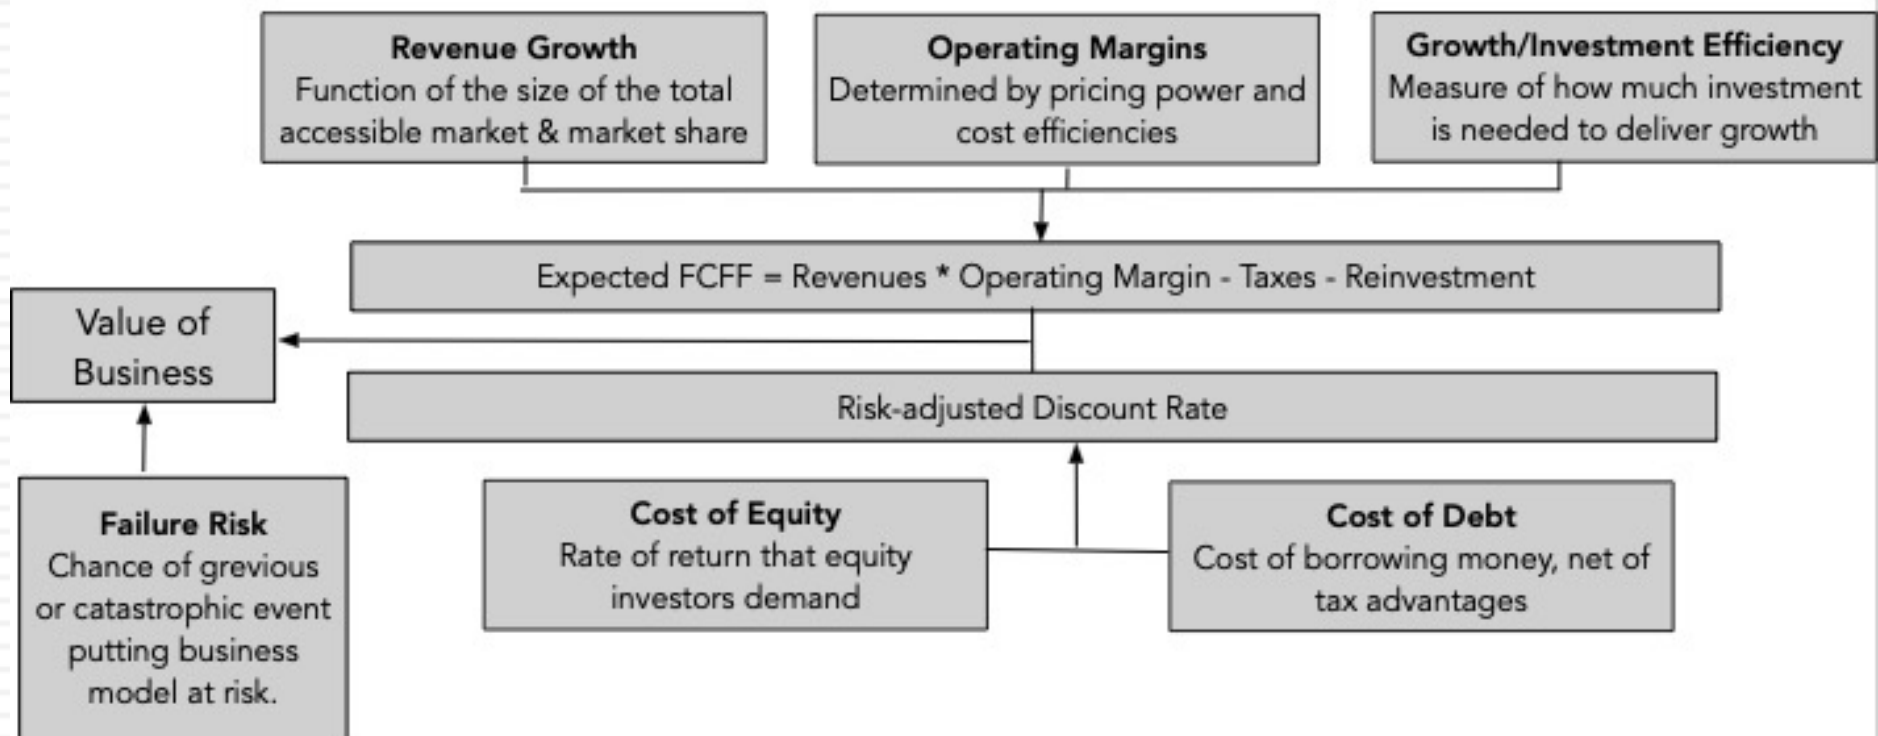 Revenue Growth
Function of the size of the total
accessible market & market share
Operating Margins
Determined by pricing power and
cost efficiencies
Growth/Investment Efficiency
Measure of how much investment
is needed to deliver growth
Expected FCFF = Revenues * Operating Margin - Taxes - Reinvestment
Value of
Business
Risk-adjusted Discount Rate
Failure Risk
Chance of grevious
or catastrophic event
putting business
model at risk.
Cost of Equity
Rate of return that equity
investors demand
Cost of Debt
Cost of borrowing money, net of
tax advantages